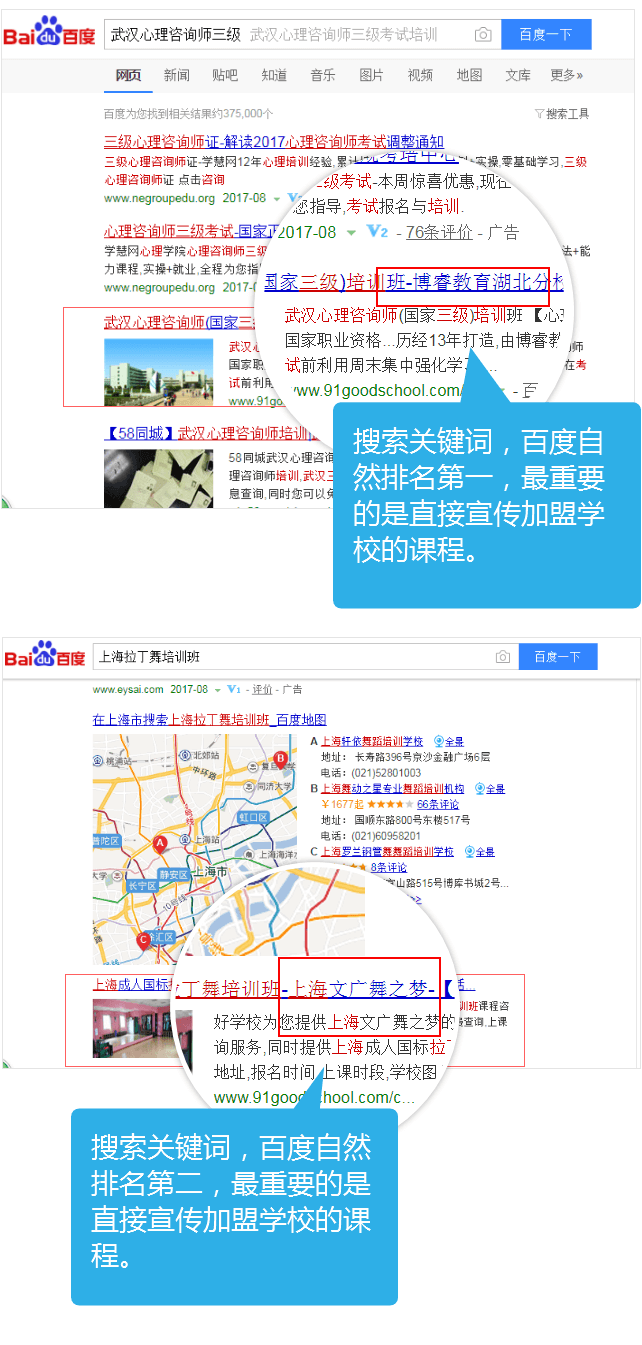 Bai百度 武汉心理咨询师三级 武汉心理咨询师三级考试培训 百度一下
网页 新闻 贴吧 知道 音乐 图片 视频 地图 文库 更多»
百度为您找到相关结果约375,000个 搜索工具
三级心理咨询师证-解读2017心理咨询师考试调整通知
三级心理咨询师证-学慧网12年心理培训经验,累计 +实操,零基础学习,三级
心理咨询师证 点击咨询
www.negroupedu.org 2017-08
心理咨询师三级考试-国家
学慧网心理学院心理咨询师三级 法+能
力课程,实操+就业,全程为您指
www.negroupedu.org 2017-
级考试-本周惊喜优惠,现在
您指导,考试报名与培训.
2017-08 V2 - 76条评价 - 广告
国家三级)培训班-博睿教育湖北分校
武汉心理咨询师(国家三级)培训班 【心
国家职业资格...历经13年打造,由博睿教
试前利用周末集中强化学
www.91goodschool.com/ - 百
武汉心理咨询师(国家三
武汉心
国家职
试前利用
www.91go
在考
【58同城】武汉心理咨询师培训
58同城武汉心理咨询
理咨询师培训,武汉三
息查询,同时您可以免
搜索关键词，百度自
然排名第一，最重要
的是直接宣传加盟学
校的课程。
Bai百度 上海拉丁舞培训班 百度一下
www.eysai.com 2017-08 V1 - 评价 - 广告
在上海市搜索上海拉丁舞培训班_百度地图
A 上海轩依舞蹈培训学校 全景
地址： 长寿路396号京沙金融广场6层
电话： (021)52801003
B 上海舞动之星专业舞蹈培训机构 全景
￥1677起 66条评论
地址： 国顺东路800号东楼517号
电话： (021)60958201
C 上海罗兰钢管舞舞蹈培训学校 全景
8条评论
山路515号博库书城2号...
北郊站
中环路
同济大学
虹口区
普陀区
A
B
上海站
上海海洋
静安区
上海市
长宁区
大学
10号线
C
徐汇区
上海成人国标拉
丁舞培训班-上海文广舞之梦-【
好学校为您提供上海文广舞之梦的
询服务,同时提供上海成人国标拉
地址,报名时间,上课时段,学校图
www.91goodschool.com/c...
训班课程咨
查询,上课
搜索关键词，百度自然
排名第二，最重要的是
直接宣传加盟学校的课
程。